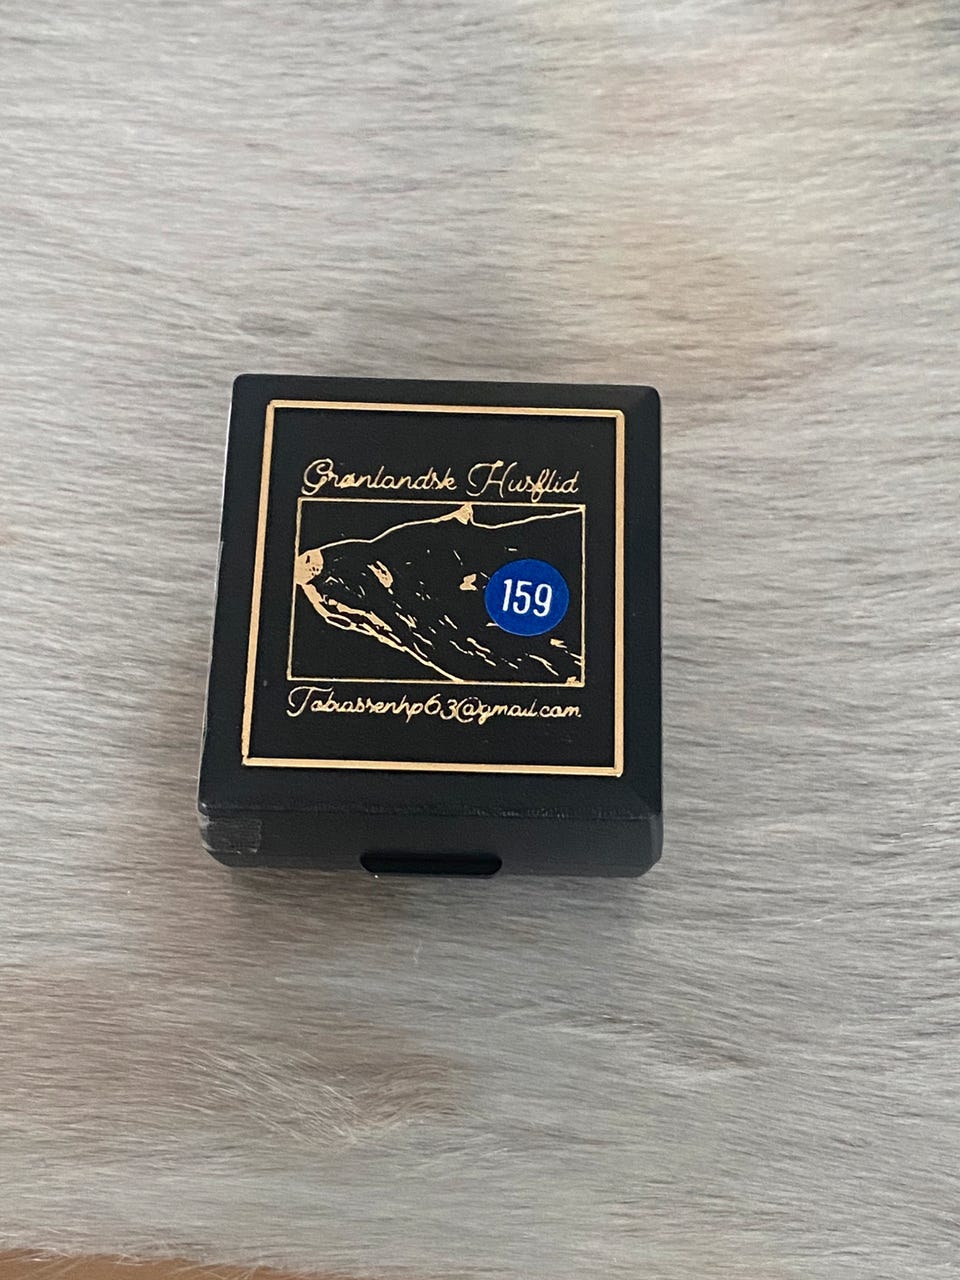 Grønlandsk Husflid
159
Tobiassenhp63@gmail.com